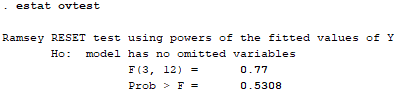 . estat ovtest
Ramsey RESET test using powers of the fitted values of Y
Ho: model has no omitted variables
F(3, 12) = 0.77
Prob > F = 0.5308